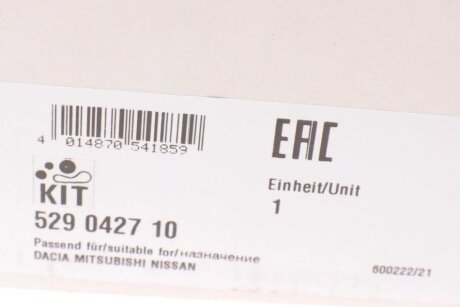 4 014870 541859
EAC
KIT
Einheit/Unit
1
529 0427 10
Passend für/suitable for/назначение
DACIA MITSUBISHI NISSAN
600222/21